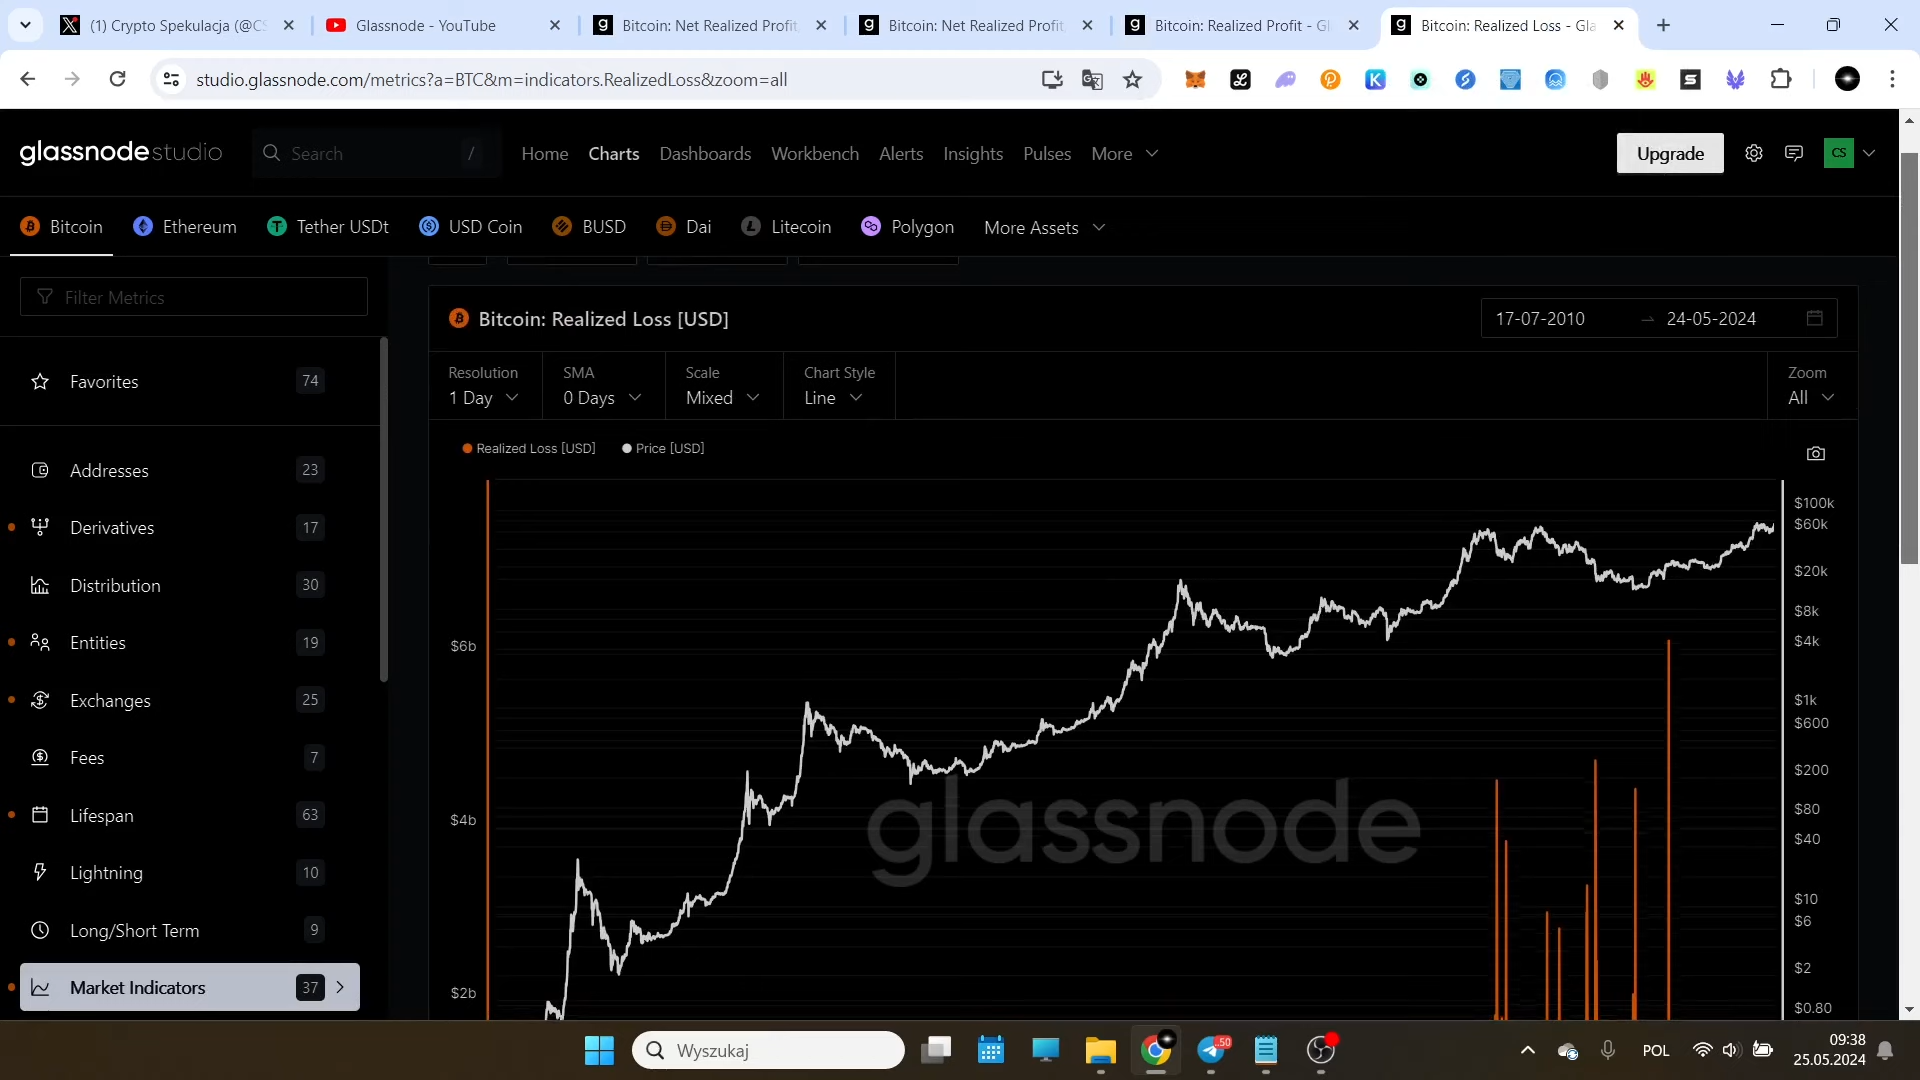 (1) Crypto Spekulacja (@CS
Glassnode - YouTube
Bitcoin: Net Realized Profit
Bitcoin: Net Realized Profit
Bitcoin: Realized Profit - Gl
Bitcoin: Realized Loss - Gla
studio.glassnode.com/metrics?a=BTC&m=indicators.RealizedLoss&zoom=all
glassnodestudio
Search /
Home
Charts
Dashboards
Workbench
Alerts
Insights
Pulses
More
Upgrade
CS
Bitcoin
Ethereum
Tether USDt
USD Coin
BUSD
Dai
Litecoin
Polygon
More Assets
Filter Metrics
Favorites 74
Addresses 23
Derivatives 17
Distribution 30
Entities 19
Exchanges 25
Fees 7
Lifespan 63
Lightning 10
Long/Short Term 9
Market Indicators 37
Bitcoin: Realized Loss [USD]
17-07-2010 → 24-05-2024
Resolution
1 Day
SMA
0 Days
Scale
Mixed
Chart Style
Line
Zoom
All
Realized Loss [USD]
Price [USD]
$6b
$4b
$2b
$100k
$60k
$20k
$8k
$4k
$1k
$600
$200
$80
$40
$10
$6
$2
$0.80
glassnode
Wyszukaj
50
POL
09:38
25.05.2024